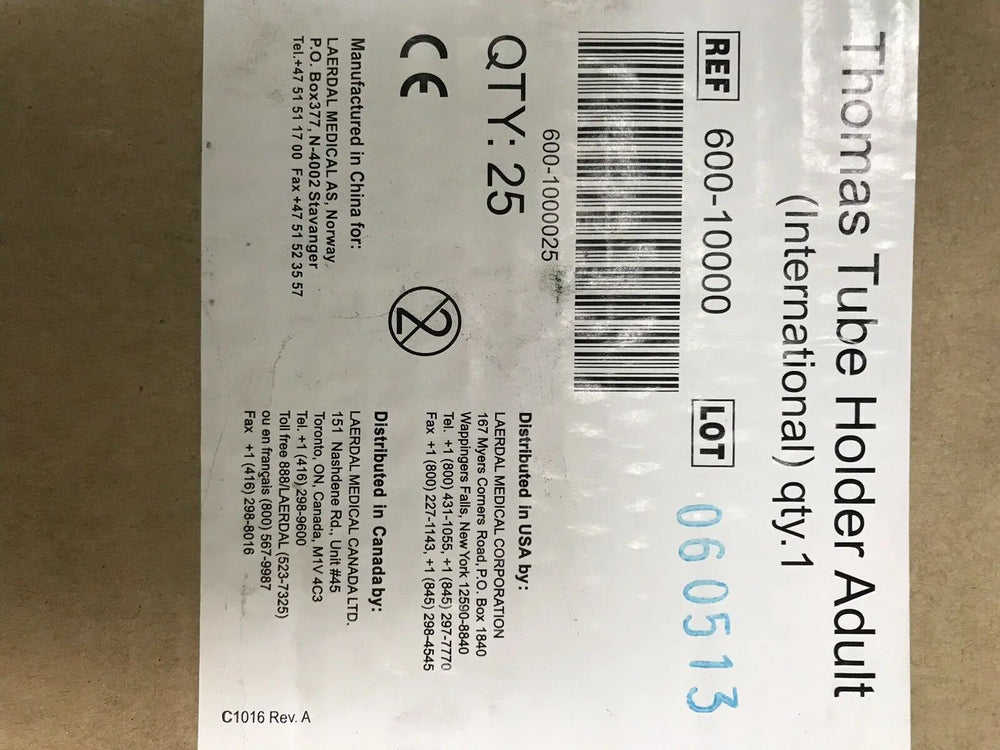 Thomas Tube Holder Adult
(International) qty.1
REF 600-10000
LOT 060513
600-1000025
QTY: 25
CE
2
Manufactured in China for:
LAERDAL MEDICAL AS, Norway
P.O. Box377, N-4002 Stavanger
Tel.+47 51 51 17 00 Fax +47 51 52 35 57
Distributed in USA by:
LAERDAL MEDICAL CORPORATION
167 Myers Corners Road, P.O. Box 1840
Wappingers Falls, New York 12590-8840
Tel. +1 (800) 431-1055, +1 (845) 297-7770
Fax +1 (800) 227-1143, +1 (845) 298-4545
Distributed in Canada by:
LAERDAL MEDICAL CANADA LTD.
151 Nashdene Rd., Unit #45
Toronto, ON, Canada, M1V 4C3
Tel. +1 (416) 298-9600
Toll free 888/LAERDAL (523-7325)
ou en français (800) 567-9987
Fax +1 (416) 298-8016
C1016 Rev. A